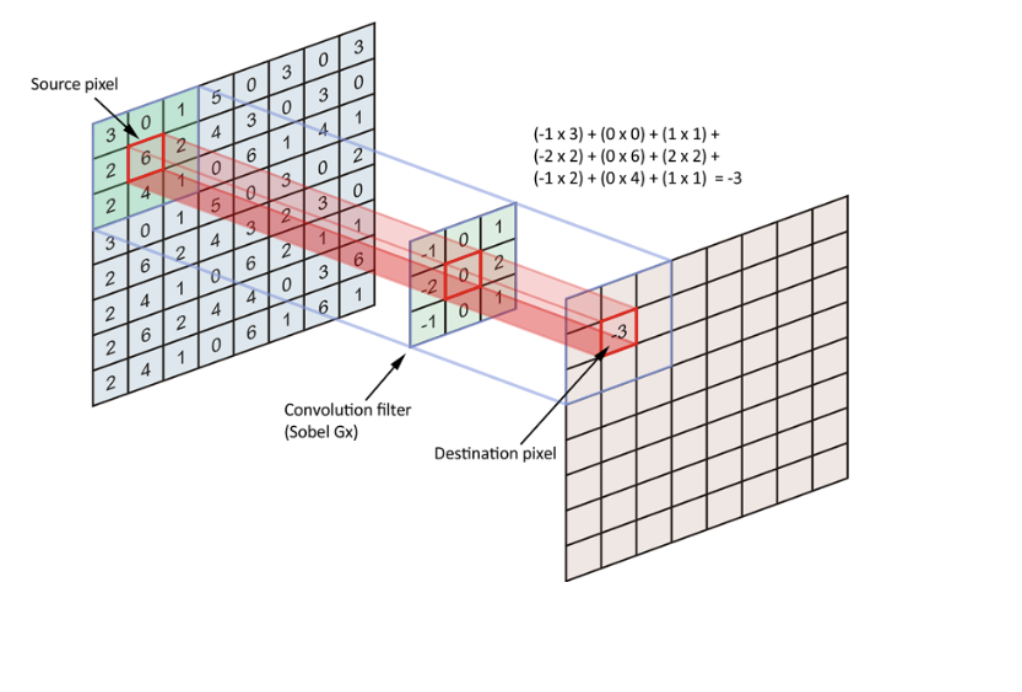 Source pixel
3 0 1 5 0 3 0 3
2 6 2 4 3 0 3 0
2 4 1 0 6 1 4 1
3 0 1 5 0 3 0 2
2 6 2 4 3 2 3 0
2 4 1 0 6 2 1 1
2 6 2 4 4 0 3 6
2 4 1 0 6 1 6 1
-1 0 1
-2 0 2
-1 0 1
Convolution filter
(Sobel Gx)
(-1 x 3) + (0 x 0) + (1 x 1) +
(-2 x 2) + (0 x 6) + (2 x 2) +
(-1 x 2) + (0 x 4) + (1 x 1) = -3
-3
Destination pixel